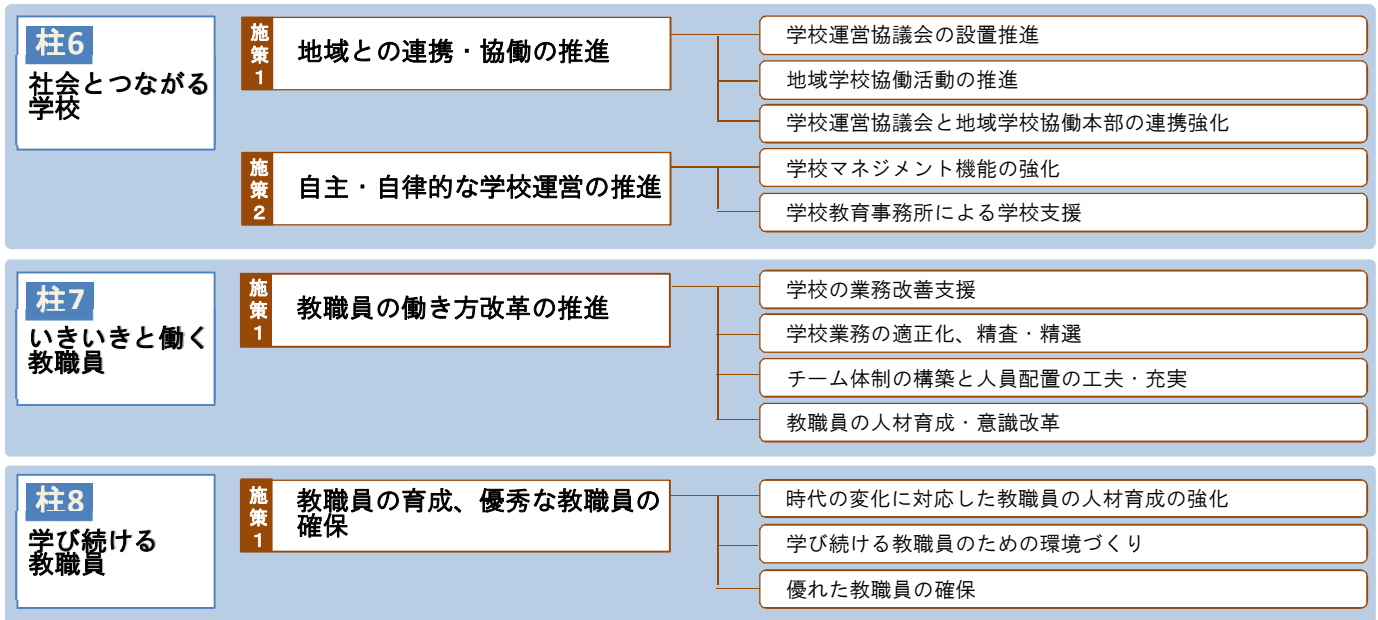 柱6
社会とつながる
学校
施策1
地域との連携・協働の推進
学校運営協議会の設置推進
地域学校協働活動の推進
学校運営協議会と地域学校協働本部の連携強化
施策2
自主・自律的な学校運営の推進
学校マネジメント機能の強化
学校教育事務所による学校支援
柱7
いきいきと働く
教職員
施策1
教職員の働き方改革の推進
学校の業務改善支援
学校業務の適正化、精査・精選
チーム体制の構築と人員配置の工夫・充実
教職員の人材育成・意識改革
柱8
学び続ける
教職員
施策1
教職員の育成、優秀な教職員の
確保
時代の変化に対応した教職員の人材育成の強化
学び続ける教職員のための環境づくり
優れた教職員の確保